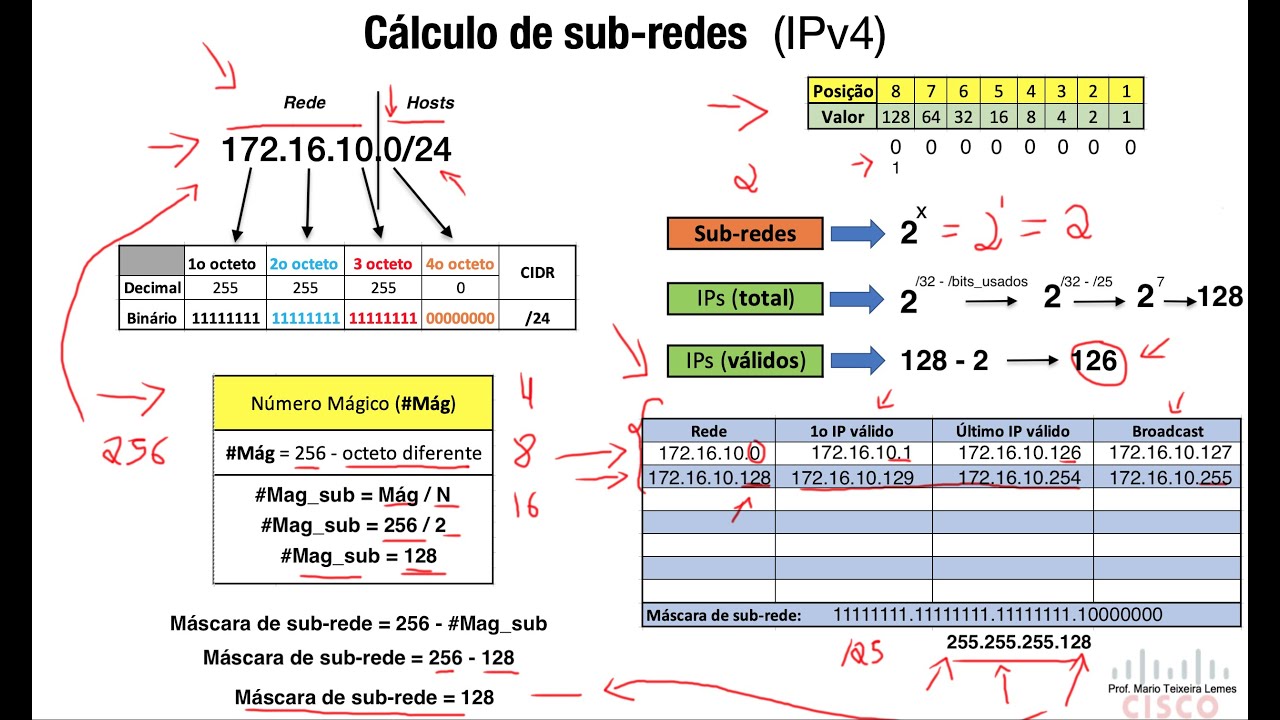 Cálculo de sub-redes (IPv4)
Rede Hosts
172.16.10.0/24
1o octeto 2o octeto 3 octeto 4o octeto CIDR
Decimal 255 255 255 0
Binário 11111111 11111111 11111111 00000000 /24
Número Mágico (#Mág)
#Mág = 256 - octeto diferente
#Mag_sub = Mág / N
#Mag_sub = 256 / 2
#Mag_sub = 128
256
4
8
16
Máscara de sub-rede = 256 - #Mag_sub
Máscara de sub-rede = 256 - 128
Máscara de sub-rede = 128
Posição 8 7 6 5 4 3 2 1
Valor 128 64 32 16 8 4 2 1
0 0 0 0 0 0 0 0
1
2
Sub-redes 2 x = 2 1 = 2
IPs (total) 2 /32 - /bits_usados 2 /32 - /25 2 7 128
IPs (válidos) 128 - 2 126
Rede 1o IP válido Último IP válido Broadcast
172.16.10.0 172.16.10.1 172.16.10.126 172.16.10.127
172.16.10.128 172.16.10.129 172.16.10.254 172.16.10.255
Máscara de sub-rede: 11111111.11111111.11111111.10000000
255.255.255.128
/25
Prof. Mario Teixeira Lemes
CISCO